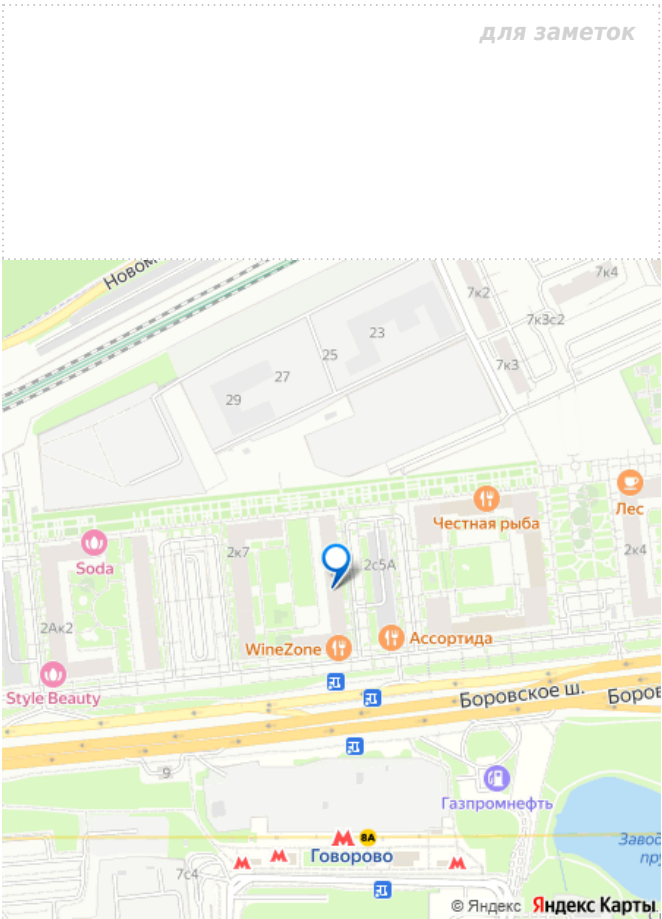 для заметок
Новом
7к4
7к2
7к3с2
23
25
7к3
27
29
Лес
Честная рыба
Soda
2к7
2с5А
2к4
2Ак2
WineZone
Ассортида
Style Beauty
Боровское ш.
Боров
9
Газпромнефть
8А
Говорово
Завод
пру
7с4
© Яндекс Яндекс Карты